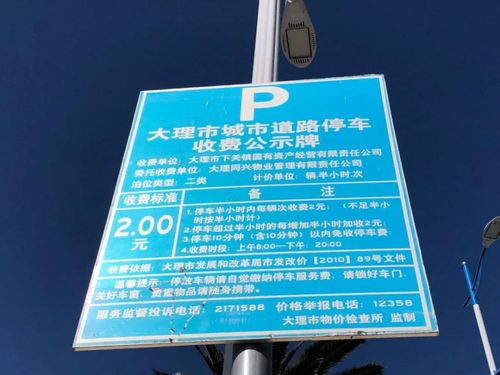 P
大理市城市道路停车
收费公示牌
收费单位：大理市下关镇国有资产经营有限责任公司
委托收费单位：大理同兴物业管理有限责任公司
泊位类型：二类 计价单位：辆.半小时.次
收费标准 备 注
2.00
元
1.停车半小时内每辆次收费2元；（不足半小
时按半小时计）
2.停车超过半小时的每增加半小时加收2元；
3.停车10分钟（含10分钟）以内免收停车费；
4.收费时段：上午8:00—下午：20:00
收费依据：大理市发展和改革局市发改价【2010】89号文件
温馨提示：停放车辆请自觉缴纳停车服务费，请锁好车门、
关好车窗，贵重物品请随身携带。
服务监督投诉电话：2171588 价格举报电话：12358
大理市物价检查所 监制